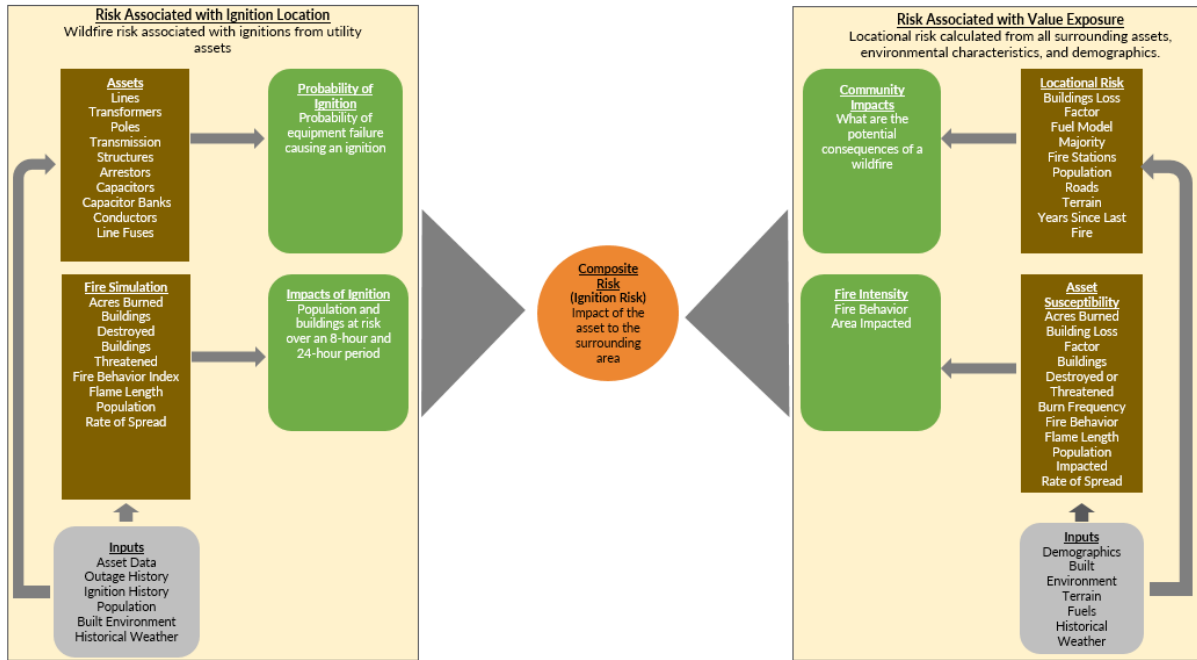 Risk Associated with Ignition Location
Wildfire risk associated with ignitions from utility
assets
Assets
Lines
Transformers
Poles
Transmission
Structures
Arrestors
Capacitors
Capacitor Banks
Conductors
Line Fuses
Probability of
Ignition
Probability of
equipment failure
causing an ignition
Fire Simulation
Acres Burned
Buildings
Destroyed
Buildings
Threatened
Fire Behavior Index
Flame Length
Population
Rate of Spread
Impacts of Ignition
Population and
buildings at risk
over an 8-hour and
24-hour period
Inputs
Asset Data
Outage History
Ignition History
Population
Built Environment
Historical Weather
Composite
Risk
(Ignition Risk)
Impact of the
asset to the
surrounding
area
Risk Associated with Value Exposure
Locational risk calculated from all surrounding assets,
environmental characteristics, and demographics.
Community
Impacts
What are the
potential
consequences of a
wildfire
Locational Risk
Buildings Loss
Factor
Fuel Model
Majority
Fire Stations
Population
Roads
Terrain
Years Since Last
Fire
Fire Intensity
Fire Behavior
Area Impacted
Asset
Susceptibility
Acres Burned
Building Loss
Factor
Buildings
Destroyed or
Threatened
Burn Frequency
Fire Behavior
Flame Length
Population
Impacted
Rate of Spread
Inputs
Demographics
Built
Environment
Terrain
Fuels
Historical
Weather